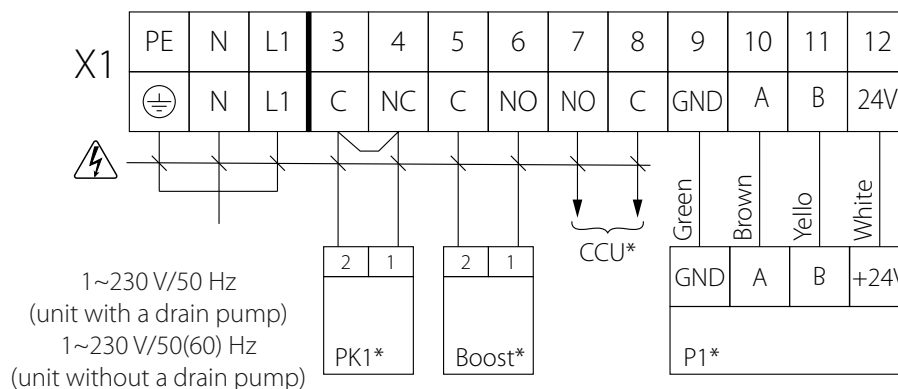 X1
PE N L1 3 4 5 6 7 8 9 10 11 12
N L1 C NC C NO NO C GND A B 24V
Green Brown Yello White
CCU*
2 1 2 1
GND A B +24V
PK1* Boost* P1*
1~230 V/50 Hz
(unit with a drain pump)
1~230 V/50(60) Hz
(unit without a drain pump)